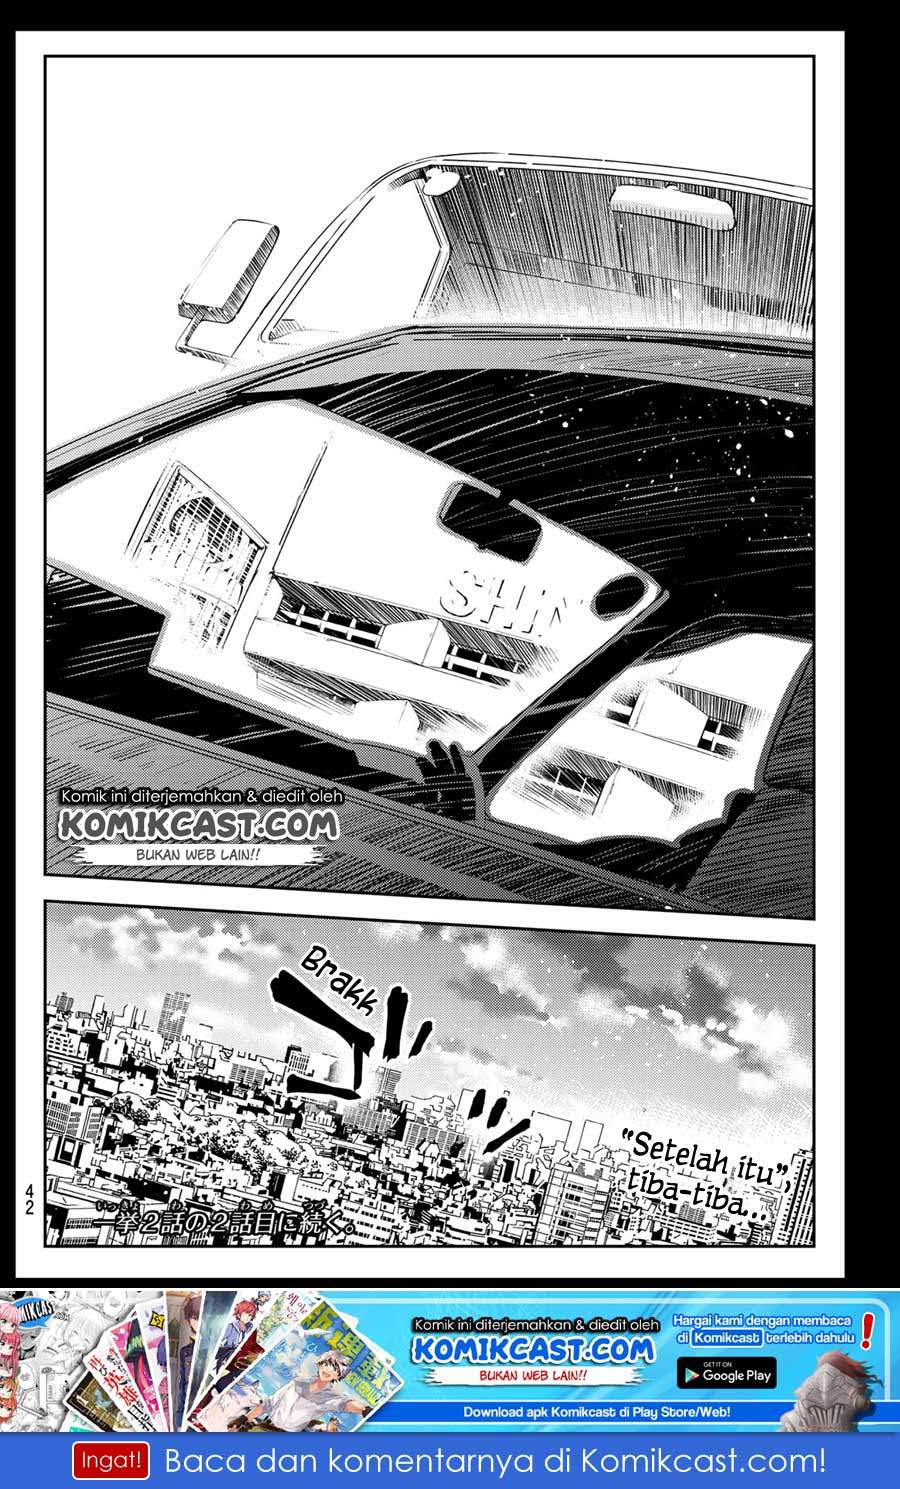 SHIN
Komik ini diterjemahkan & diedit oleh
KOMIKCAST.COM
BUKAN WEB LAIN!!
Brakk
"Setelah itu",
tiba-tiba...
一挙2話の2話目に続く。
42
Komik ini diterjemahkan & diedit oleh
KOMIKCAST.COM
BUKAN WEB LAIN!!
Hargai kami dengan membaca
di Komikcast terlebih dahulu !
GET IT ON
Google Play
Download apk Komikcast di Play Store/Web!
Ingat! Baca dan komentarnya di Komikcast.com!